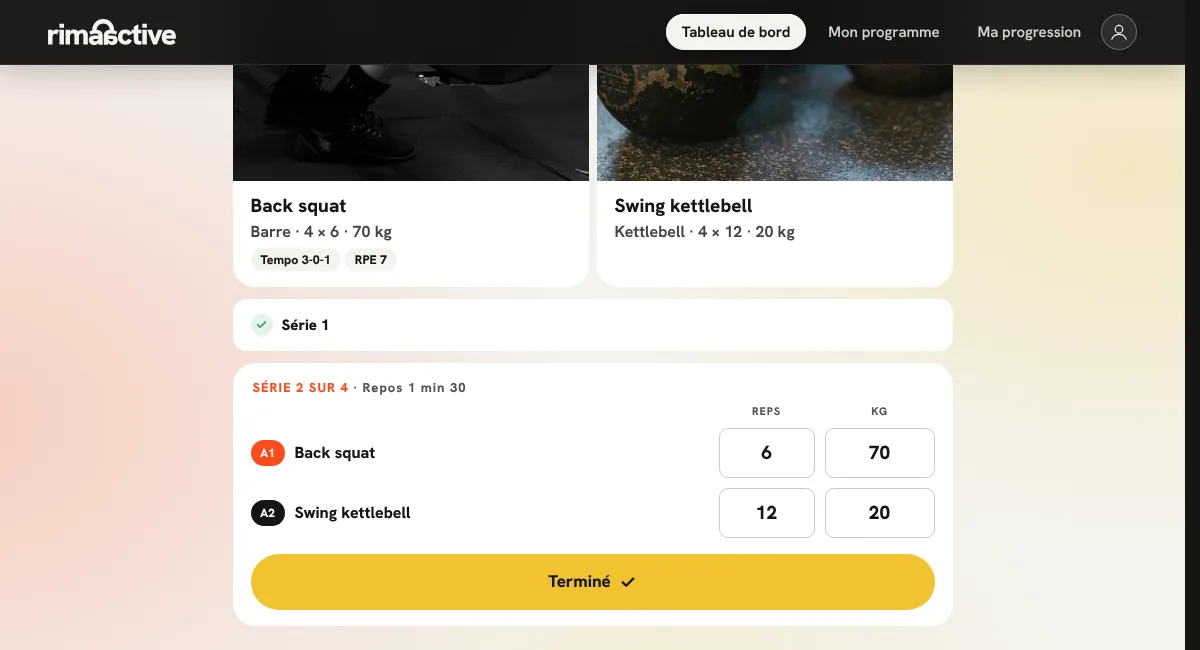 rimaactive
Tableau de bord
Mon programme
Ma progression
Back squat
Barre · 4 × 6 · 70 kg
Tempo 3-0-1
RPE 7
Swing kettlebell
Kettlebell · 4 × 12 · 20 kg
Série 1
SÉRIE 2 SUR 4 · Repos 1 min 30
REPS
KG
A1 Back squat 6 70
A2 Swing kettlebell 12 20
Terminé